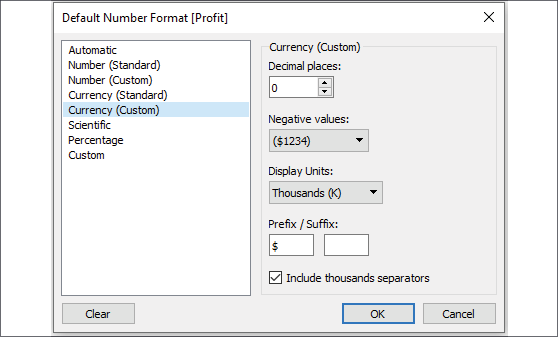 Default Number Format [Profit]
Automatic
Number (Standard)
Number (Custom)
Currency (Standard)
Currency (Custom)
Scientific
Percentage
Custom
Currency (Custom)
Decimal places:
0
Negative values:
($1234)
Display Units:
Thousands (K)
Prefix / Suffix:
$
Include thousands separators
Clear
OK
Cancel